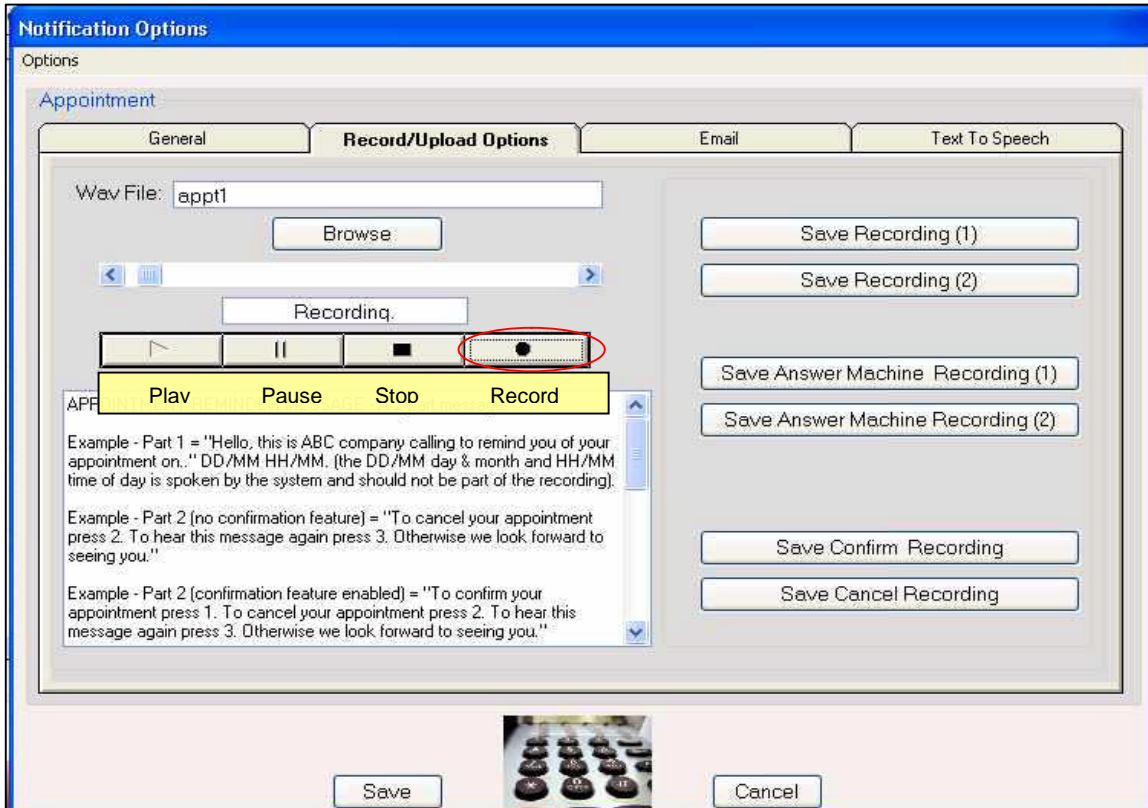 Notification Options
Options
Appointment
General
Record/Upload Options
Email
Text To Speech
Wav File: appt1
Browse
Recording.
Play Pause Stop Record
Example - Part 1 = "Hello, this is ABC company calling to remind you of your
appointment on.." DD/MM HH/MM. (the DD/MM day & month and HH/MM
time of day is spoken by the system and should not be part of the recording).
Example - Part 2 (no confirmation feature) = "To cancel your appointment
press 2. To hear this message again press 3. Otherwise we look forward to
seeing you."
Example - Part 2 (confirmation feature enabled) = "To confirm your
appointment press 1. To cancel your appointment press 2. To hear this
message again press 3. Otherwise we look forward to seeing you."
Save Recording (1)
Save Recording (2)
Save Answer Machine Recording (1)
Save Answer Machine Recording (2)
Save Confirm Recording
Save Cancel Recording
Save
Cancel